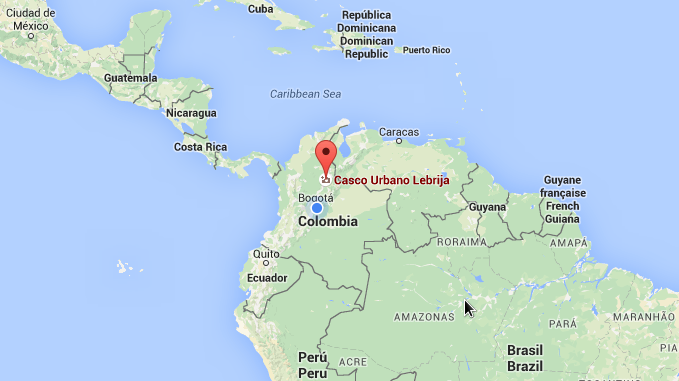 Ciudad de
México
Cuba
República
Dominicana
Dominican
Republic
Puerto Rico
Guatemala
Caribbean Sea
Nicaragua
Costa Rica
Caracas
Casco Urbano Lebrija
Bogotá
Colombia
Guyana
Guyane
française
French
Guiana
RORAIMA
AMAPÁ
Quito
Ecuador
AMAZONAS
PARÁ
MARANHÃO
Perú
Peru
ACRE
Brasil
Brazil
PIA
TOCANTINS